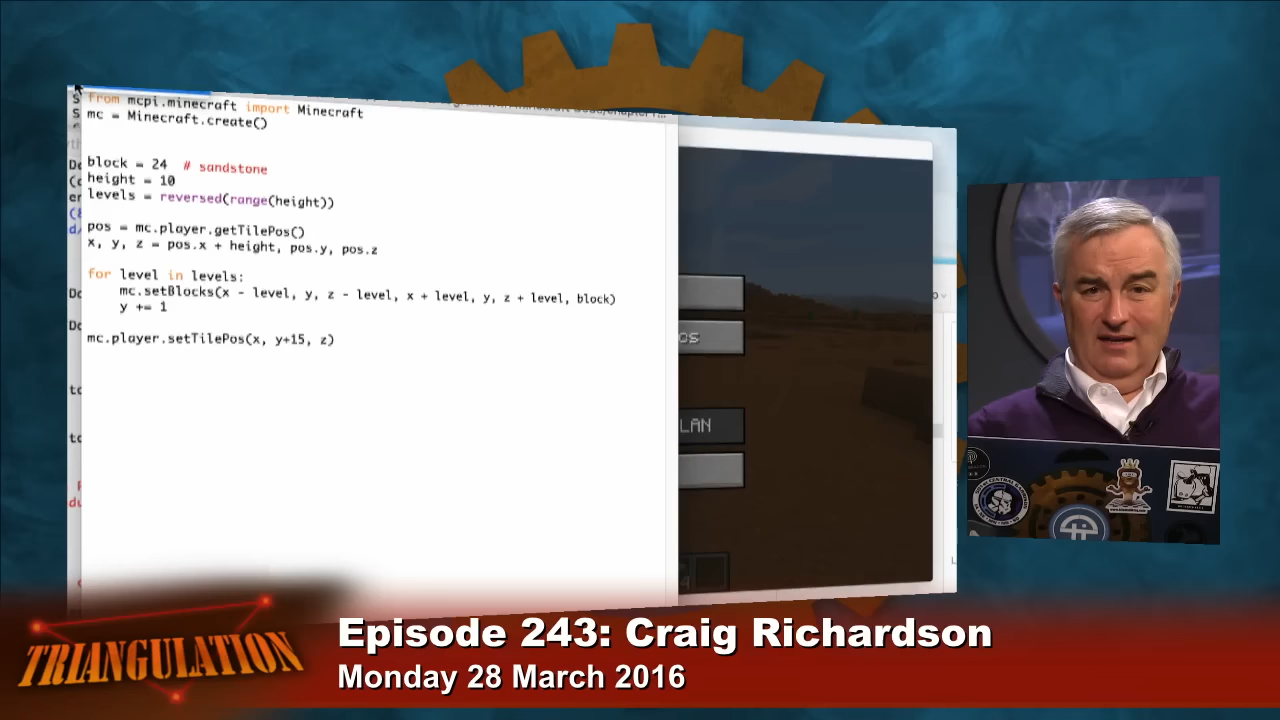 from mcpi.minecraft import Minecraft
mc = Minecraft.create()
block = 24  # sandstone
height = 10
levels = reversed(range(height))
pos = mc.player.getTilePos()
x, y, z = pos.x + height, pos.y, pos.z
for level in levels:
    mc.setBlocks(x - level, y, z - level, x + level, y, z + level, block)
    y += 1
mc.player.setTilePos(x, y+15, z)
LAN
TRIANGULATION
Episode 243: Craig Richardson
Monday 28 March 2016